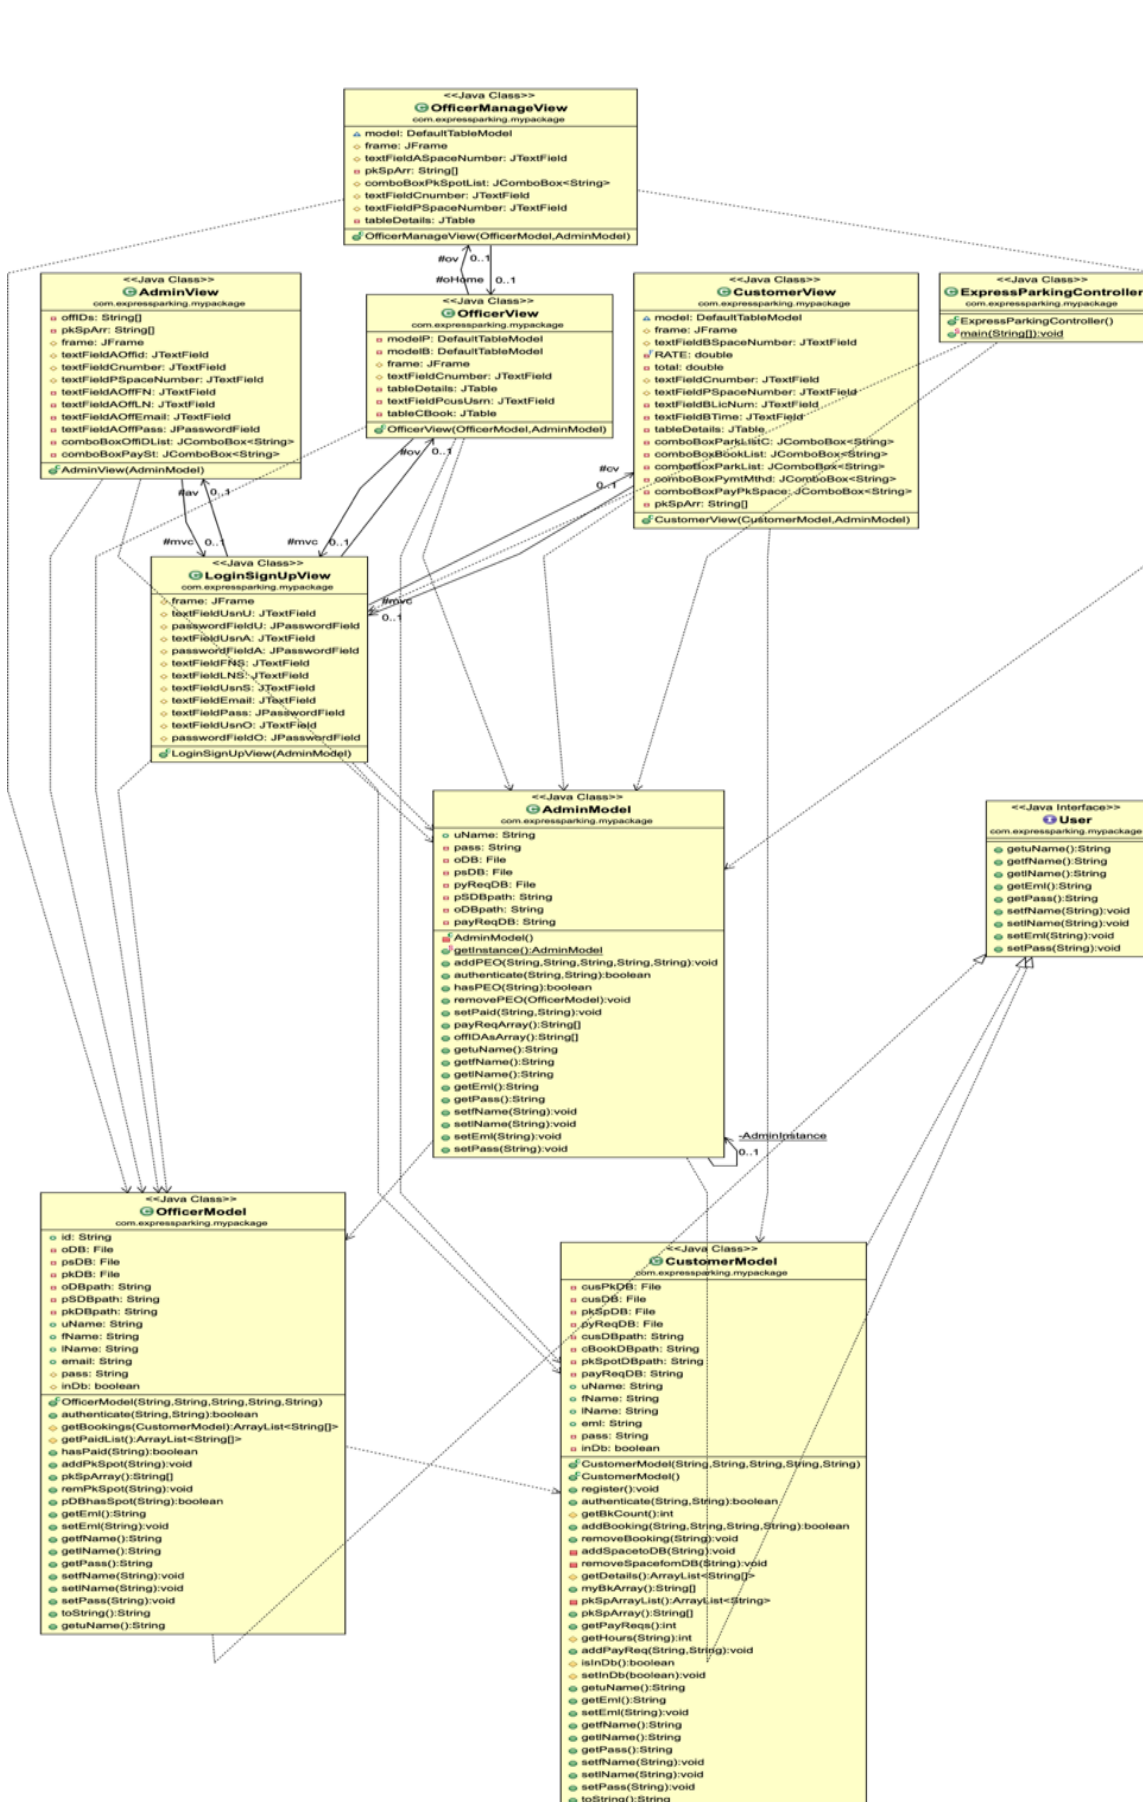 <<Java Class>>
OfficerManageView
com.expressparking.mypackage
model: DefaultTableModel
frame: JFrame
textFieldASpaceNumber: JTextField
pkSpArr: String[]
comboBoxPkSpotList: JComboBox<String>
textFieldCnumber: JTextField
textFieldPSpaceNumber: JTextField
tableDetails: JTable
OfficerManageView(OfficerModel,AdminModel)
#ov 0..1
#oHome 0..1
<<Java Class>>
AdminView
com.expressparking.mypackage
offIDs: String[]
pkSpArr: String[]
frame: JFrame
textFieldAOffid: JTextField
textFieldCnumber: JTextField
textFieldPSpaceNumber: JTextField
textFieldAOffFN: JTextField
textFieldAOffLN: JTextField
textFieldAOffEmail: JTextField
textFieldAOffPass: JPasswordField
comboBoxOffiDList: JComboBox<String>
comboBoxPaySt: JComboBox<String>
AdminView(AdminModel)
<<Java Class>>
OfficerView
com.expressparking.mypackage
modelP: DefaultTableModel
modelB: DefaultTableModel
frame: JFrame
textFieldCnumber: JTextField
tableDetails: JTable
textFieldPcusUsrn: JTextField
tableCBook: JTable
OfficerView(OfficerModel,AdminModel)
<<Java Class>>
CustomerView
com.expressparking.mypackage
model: DefaultTableModel
frame: JFrame
textFieldBSpaceNumber: JTextField
RATE: double
total: double
textFieldCnumber: JTextField
textFieldPSpaceNumber: JTextField
textFieldBLicNum: JTextField
textFieldBTime: JTextField
tableDetails: JTable
comboBoxParkListC: JComboBox<String>
comboBoxBookList: JComboBox<String>
comboBoxParkList: JComboBox<String>
comboBoxPymtMthd: JComboBox<String>
comboBoxPayPkSpace: JComboBox<String>
pkSpArr: String[]
CustomerView(CustomerModel,AdminModel)
<<Java Class>>
ExpressParkingController
com.expressparking.mypackage
ExpressParkingController()
main(String[]):void
#av 0..1
#ov 0..1
#cv
0..1
#mvc 0..1
#mvc 0..1
#mvc
0..1
<<Java Class>>
LoginSignUpView
com.expressparking.mypackage
frame: JFrame
textFieldUsnU: JTextField
passwordFieldU: JPasswordField
textFieldUsnA: JTextField
passwordFieldA: JPasswordField
textFieldFNS: JTextField
textFieldLNS: JTextField
textFieldUsnS: JTextField
textFieldEmail: JTextField
textFieldPass: JPasswordField
textFieldUsnO: JTextField
passwordFieldO: JPasswordField
LoginSignUpView(AdminModel)
<<Java Class>>
AdminModel
com.expressparking.mypackage
uName: String
pass: String
oDB: File
psDB: File
pyReqDB: File
pSDBpath: String
oDBpath: String
payReqDB: String
AdminModel()
getInstance():AdminModel
addPEO(String,String,String,String,String):void
authenticate(String,String):boolean
hasPEO(String):boolean
removePEO(OfficerModel):void
setPaid(String,String):void
payReqArray():String[]
offIDAsArray():String[]
getuName():String
getfName():String
getlName():String
getEml():String
getPass():String
setfName(String):void
setlName(String):void
setEml(String):void
setPass(String):void
-AdminInstance
0..1
<<Java Interface>>
User
com.expressparking.mypackage
getuName():String
getfName():String
getlName():String
getEml():String
getPass():String
setfName(String):void
setlName(String):void
setEml(String):void
setPass(String):void
<<Java Class>>
OfficerModel
com.expressparking.mypackage
id: String
oDB: File
psDB: File
pkDB: File
oDBpath: String
pSDBpath: String
pkDBpath: String
uName: String
fName: String
lName: String
email: String
pass: String
inDb: boolean
OfficerModel(String,String,String,String,String)
authenticate(String,String):boolean
getBookings(CustomerModel):ArrayList<String[]>
getPaidList():ArrayList<String[]>
hasPaid(String):boolean
addPkSpot(String):void
pkSpArray():String[]
remPkSpot(String):void
pDBhasSpot(String):boolean
getEml():String
setEml(String):void
getfName():String
getlName():String
getPass():String
setfName(String):void
setlName(String):void
setPass(String):void
toString():String
getuName():String
<<Java Class>>
CustomerModel
com.expressparking.mypackage
cusPkDB: File
cusDB: File
pkSpDB: File
pyReqDB: File
cusDBpath: String
cBookDBpath: String
pkSpotDBpath: String
payReqDB: String
uName: String
fName: String
lName: String
eml: String
pass: String
inDb: boolean
CustomerModel(String,String,String,String,String)
CustomerModel()
register():void
authenticate(String,String):boolean
getBkCount():int
addBooking(String,String,String,String):boolean
removeBooking(String):void
addSpacetoDB(String):void
removeSpacefomDB(String):void
getDetails():ArrayList<String[]>
myBkArray():String[]
pkSpArrayList():ArrayList<String>
pkSpArray():String[]
getPayReqs():int
getHours(String):int
addPayReq(String,String):void
isInDb():boolean
setInDb(boolean):void
getuName():String
getEml():String
setEml(String):void
getfName():String
getlName():String
getPass():String
setfName(String):void
setlName(String):void
setPass(String):void
toString():String